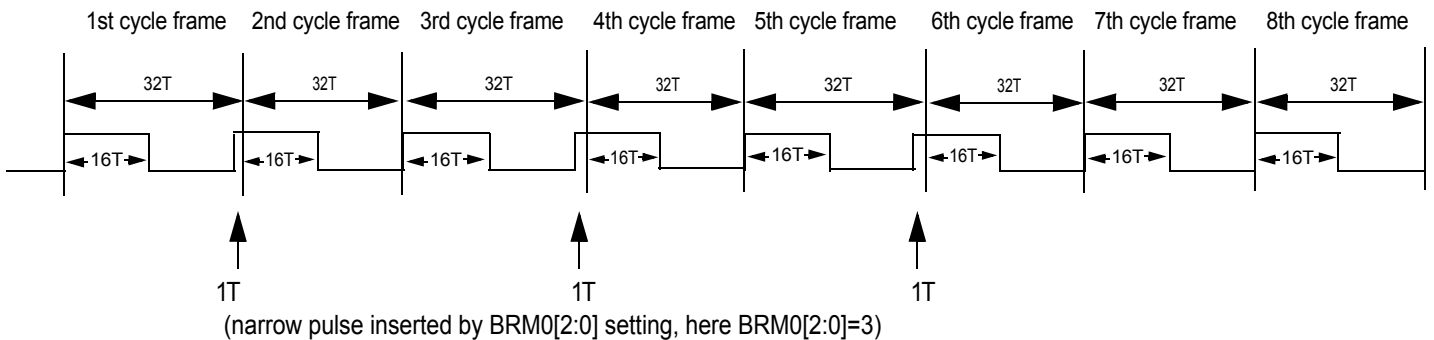 1st cycle frame 2nd cycle frame 3rd cycle frame 4th cycle frame 5th cycle frame 6th cycle frame 7th cycle frame 8th cycle frame
32T 32T 32T 32T 32T 32T 32T 32T
16T 16T 16T 16T 16T 16T 16T 16T
1T 1T 1T
(narrow pulse inserted by BRM0[2:0] setting, here BRM0[2:0]=3)